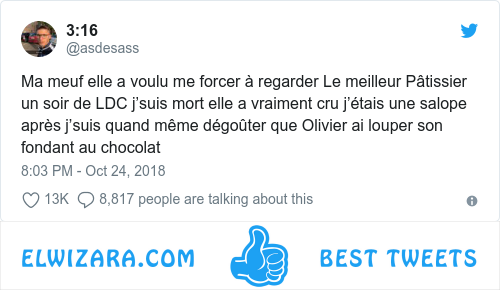 3:16
@asdesass
Ma meuf elle a voulu me forcer à regarder Le meilleur Pâtissier
un soir de LDC j’suis mort elle a vraiment cru j’étais une salope
après j’suis quand même dégoûter que Olivier ai louper son
fondant au chocolat
8:03 PM - Oct 24, 2018
13K 8,817 people are talking about this
ELWIZARA.COM BEST TWEETS